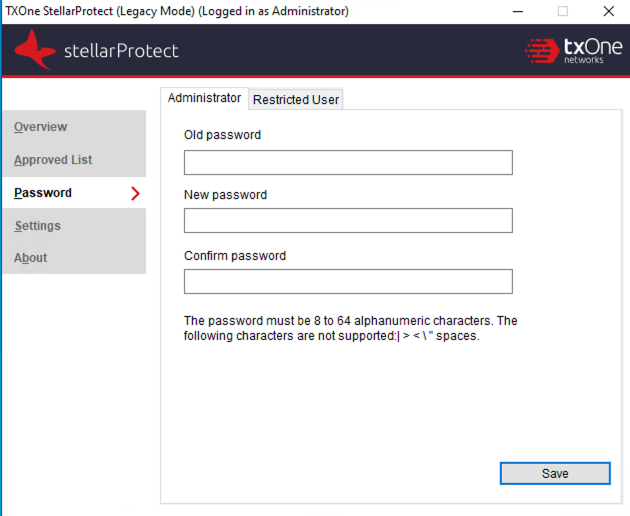 TXOne StellarProtect (Legacy Mode) (Logged in as Administrator)
stellarProtect
txOne
networks
Administrator
Restricted User
Overview
Approved List
Password
Settings
About
Old password
New password
Confirm password
The password must be 8 to 64 alphanumeric characters. The
following characters are not supported:| > < \ " spaces.
Save